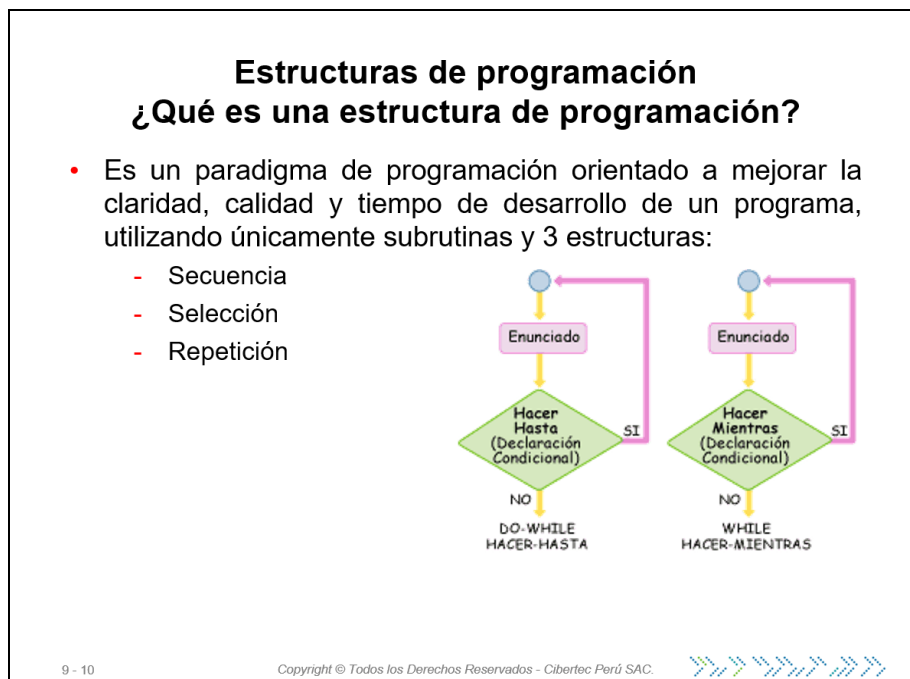 Estructuras de programación
¿Qué es una estructura de programación?
• Es un paradigma de programación orientado a mejorar la
claridad, calidad y tiempo de desarrollo de un programa,
utilizando únicamente subrutinas y 3 estructuras:
- Secuencia
- Selección
- Repetición
Enunciado
Hacer
Hasta
(Declaración
Condicional)
SI
NO
DO-WHILE
HACER-HASTA
Enunciado
Hacer
Mientras
(Declaración
Condicional)
SI
NO
WHILE
HACER-MIENTRAS
9 - 10
Copyright © Todos los Derechos Reservados - Cibertec Perú SAC.